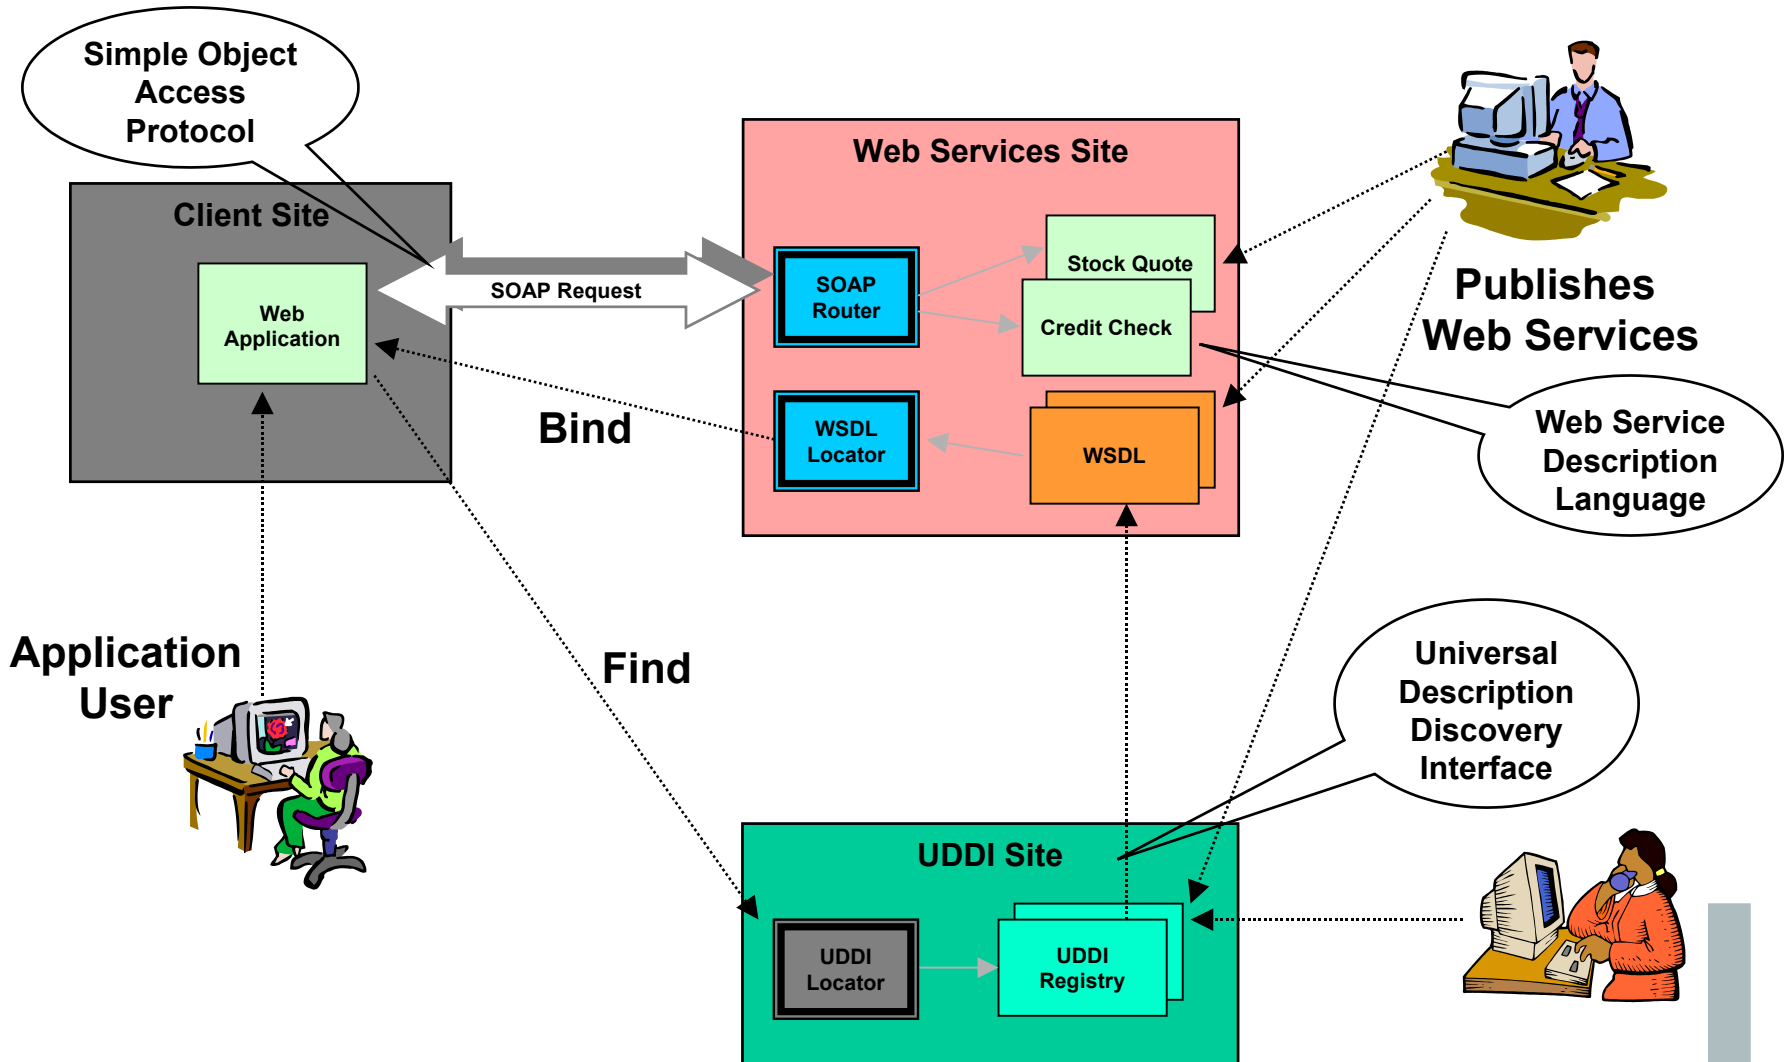 Simple Object
Access
Protocol
Client Site
Web
Application
SOAP Request
Web Services Site
SOAP
Router
Stock Quote
Credit Check
WSDL
Locator
WSDL
Publishes
Web Services
Web Service
Description
Language
Bind
Find
Application
User
Universal
Description
Discovery
Interface
UDDI Site
UDDI
Locator
UDDI
Registry